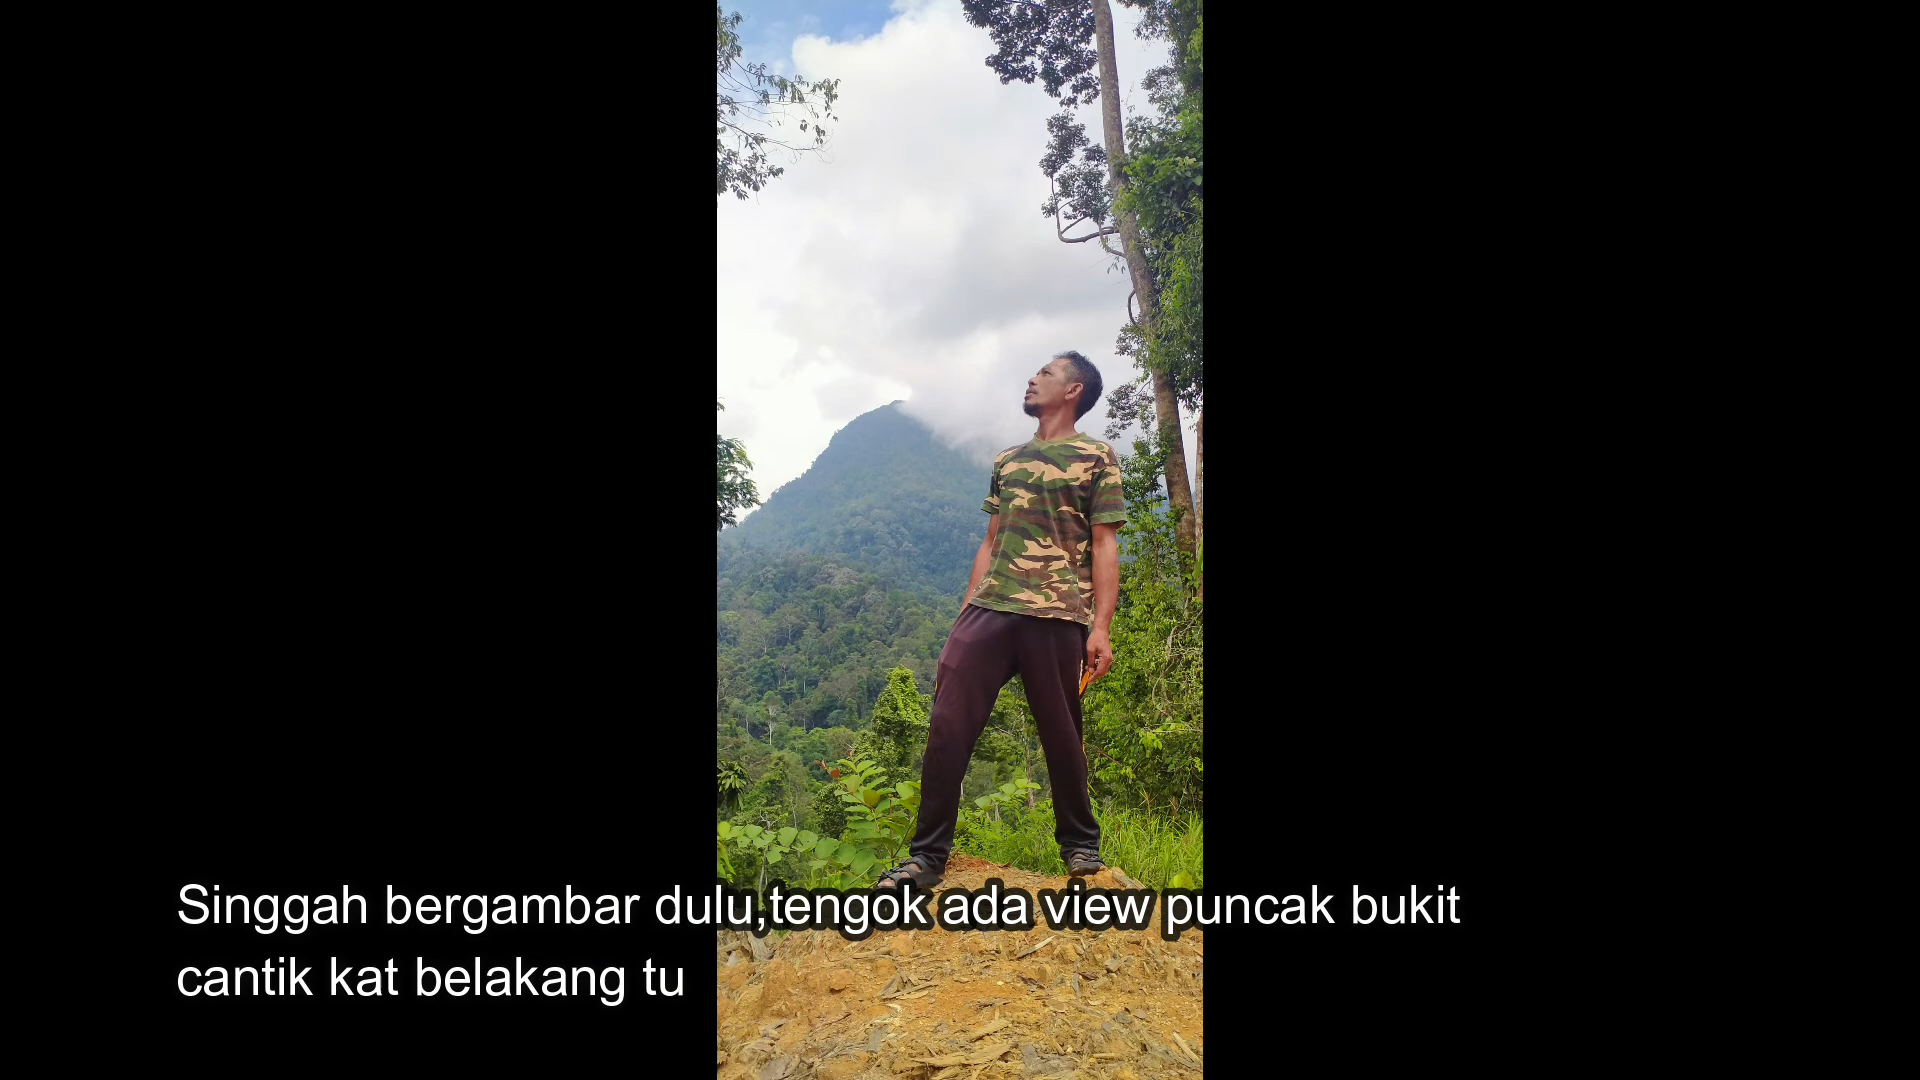 Singgah bergambar dulu,tengok ada view puncak bukit
cantik kat belakang tu